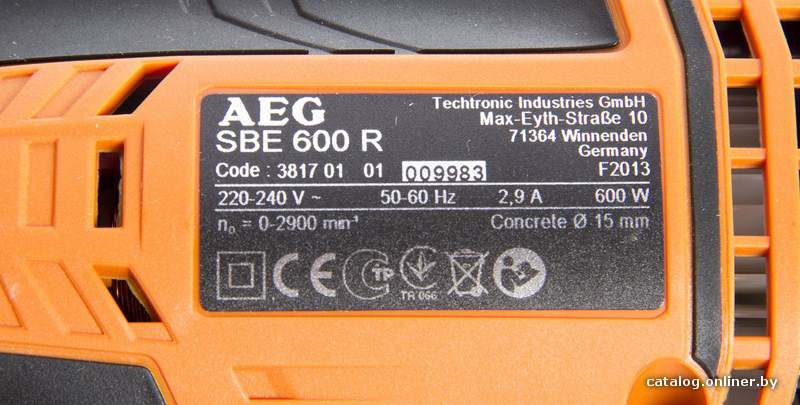 AEG
SBE 600 R
Techtronic Industries GmbH
Max-Eyth-Straße 10
71364 Winnenden
Germany
Code : 3817 01 01 009983 F2013
220-240 V ~ 50-60 Hz 2,9 A 600 W
n₀ = 0-2900 min⁻¹ Concrete Ø 15 mm
CE TP
TR 066
catalog.onliner.by